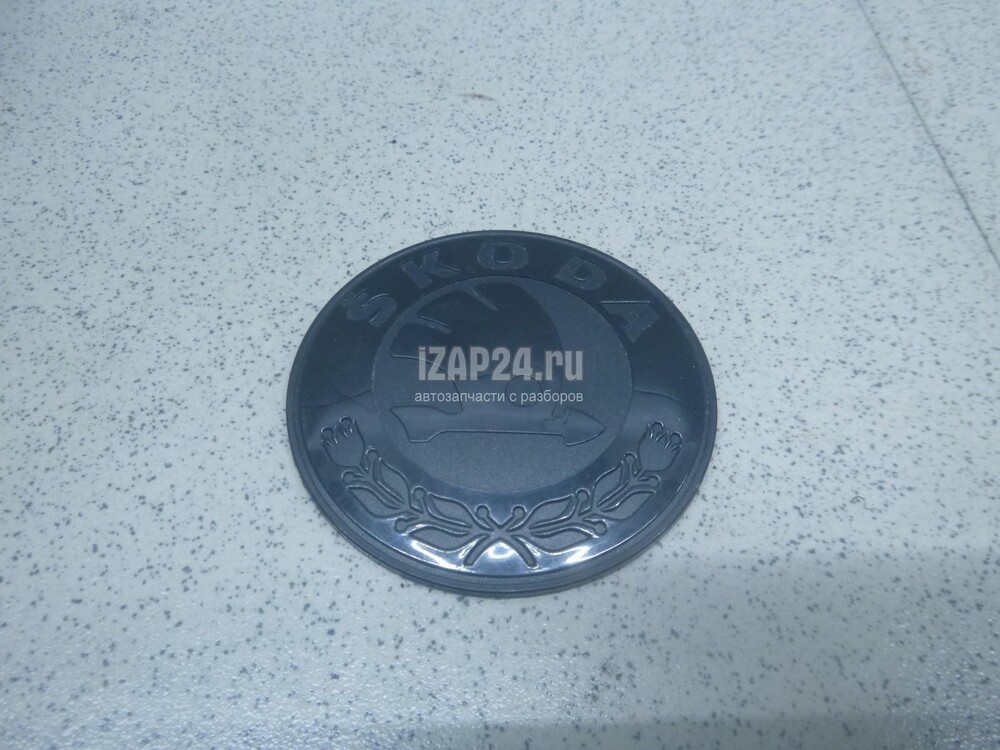 ŠKODA
iZAP24.ru
автозапчасти с разборов